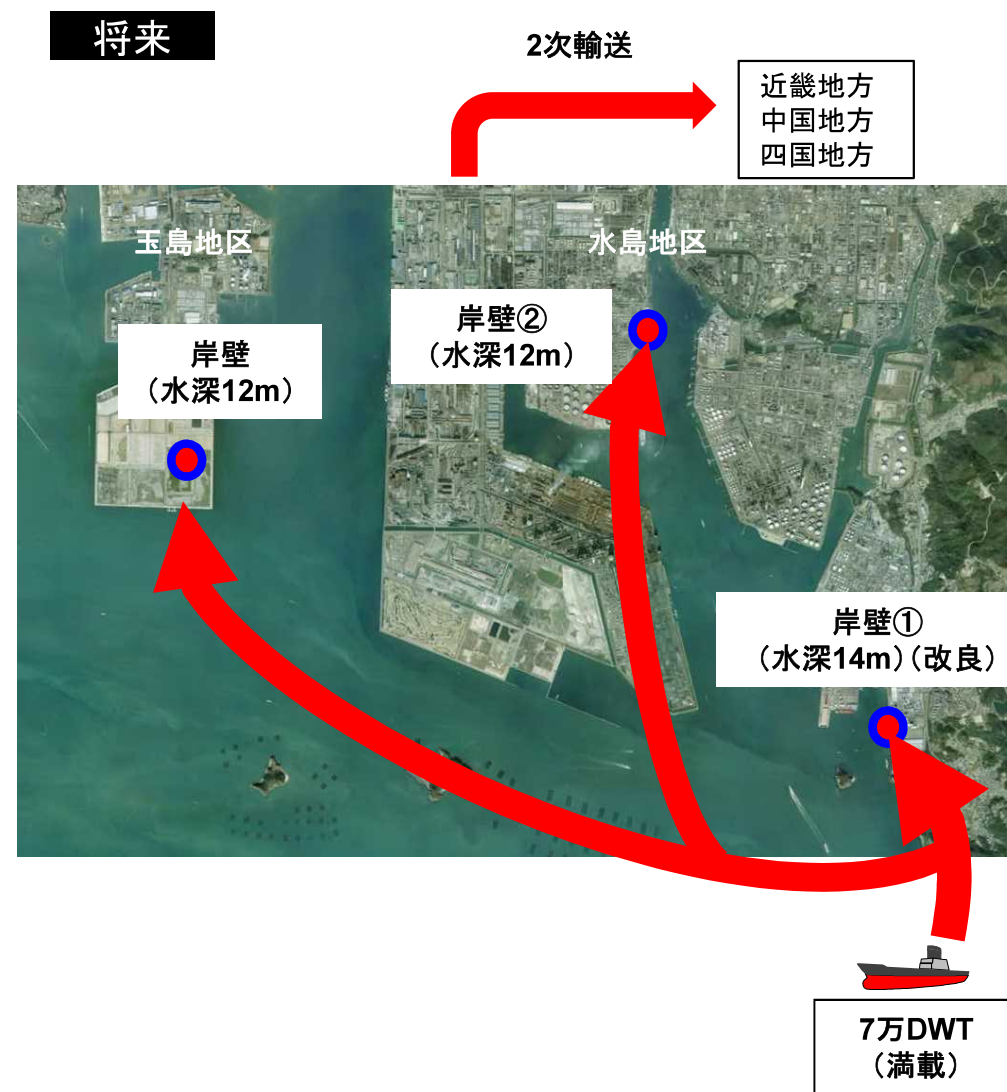 将来
2次輸送
近畿地方
中国地方
四国地方
玉島地区
水島地区
岸壁②
（水深12m）
岸壁
（水深12m）
岸壁①
（水深14m）（改良）
7万DWT
（満載）